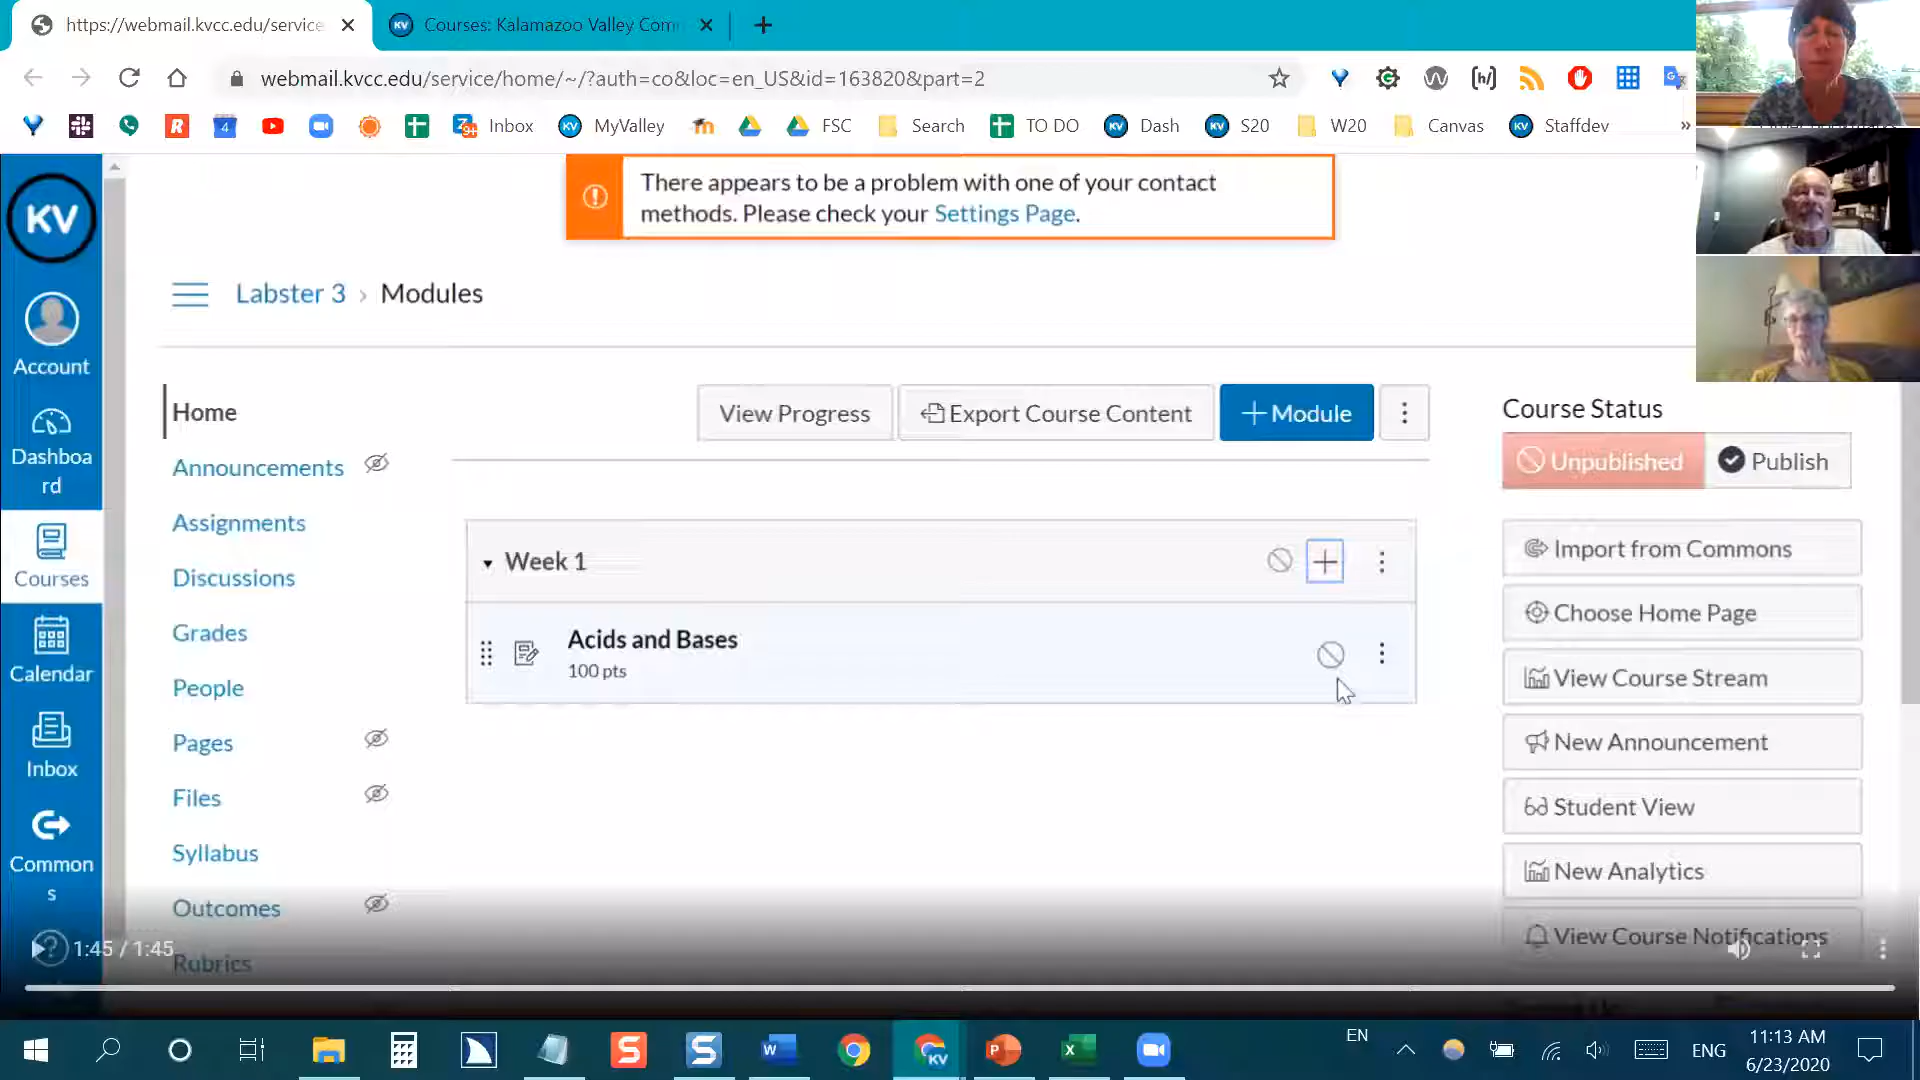 https://webmail.kvcc.edu/service
Courses: Kalamazoo Valley Com
webmail.kvcc.edu/service/home/~/?auth=co&loc=en_US&id=163820&part=2
Inbox
MyValley
FSC
Search
TO DO
Dash
S20
W20
Canvas
Staffdev
»
KV
There appears to be a problem with one of your contact
methods. Please check your Settings Page.
Labster 3 › Modules
Account
Dashboa
rd
Courses
Calendar
Inbox
Common
s
Home
Announcements
Assignments
Discussions
Grades
People
Pages
Files
Syllabus
Outcomes
Rubrics
View Progress
Export Course Content
+ Module
Week 1
Acids and Bases
100 pts
Course Status
Unpublished
Publish
Import from Commons
Choose Home Page
View Course Stream
New Announcement
Student View
New Analytics
View Course Notifications
1:45 / 1:45
EN
ENG
11:13 AM
6/23/2020